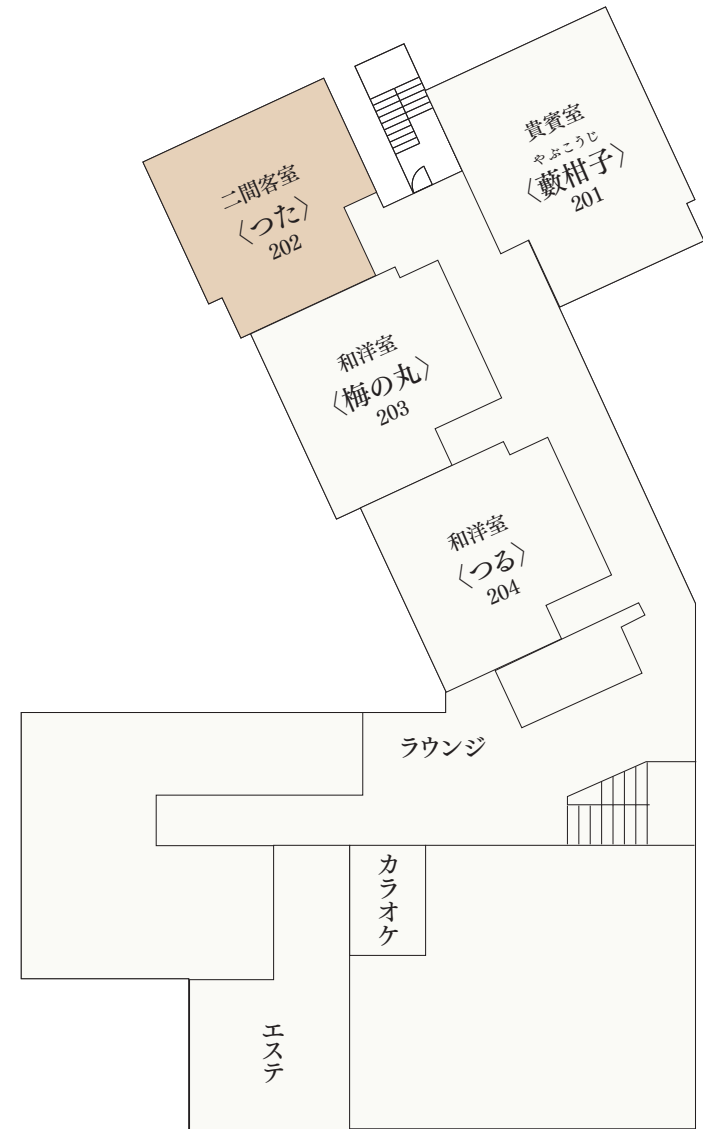 貴賓室
やぶこうじ
〈藪柑子〉
201
二間客室
〈つた〉
202
和洋室
〈梅の丸〉
203
和洋室
〈つる〉
204
ラウンジ
カラオケ
エステ